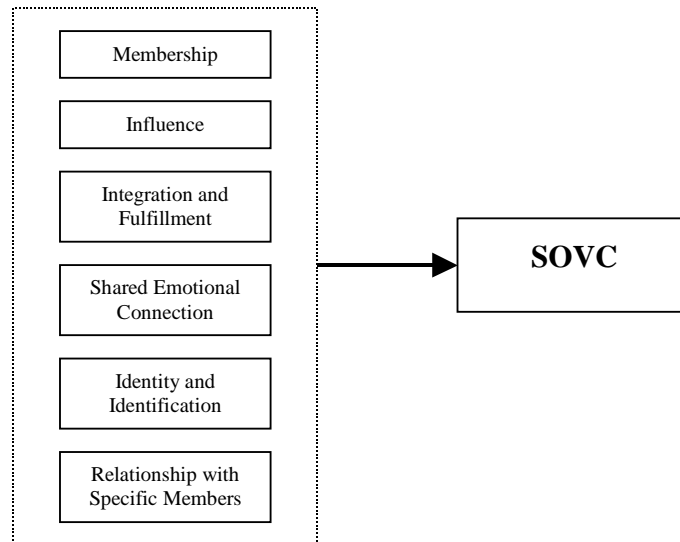 Membership
Influence
Integration and
Fulfillment
Shared Emotional
Connection
Identity and
Identification
Relationship with
Specific Members
SOVC